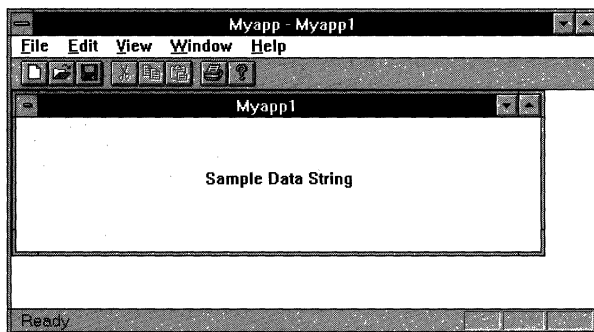 Myapp - Myapp1
File Edit View Window Help
Myapp1
Sample Data String
Ready